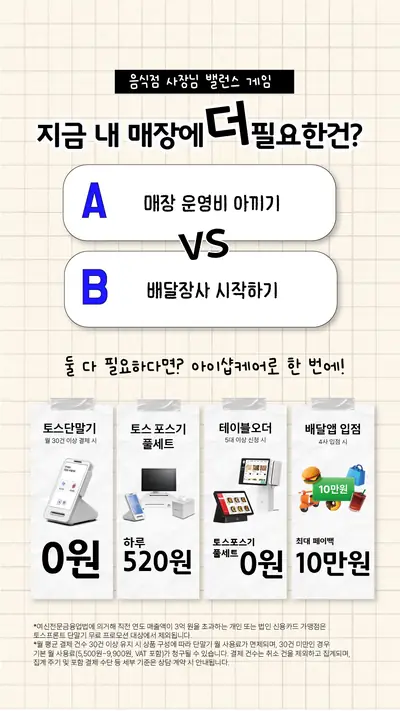 음식점 사장님 밸런스 게임
지금 내 매장에 더 필요한건?
A 매장 운영비 아끼기
VS
B 배달장사 시작하기
둘 다 필요하다면? 아이샵케어로 한 번에!
토스단말기
월 30건 이상 결제 시
0원
토스 포스기
풀세트
하루
520원
테이블오더
5대 이상 신청 시
토스포스기
풀세트 0원
배달앱 입점
4사 입점 시
10만원
최대 페이백
10만원
*여신전문금융업법에 의거해 직전 연도 매출액이 3억 원을 초과하는 개인 또는 법인 신용카드 가맹점은
토스프론트 단말기 무료 프로모션 대상에서 제외됩니다.
*월 평균 결제 건수 30건 이상 유지 시 상품 구성에 따라 단말기 월 사용료가 면제되며, 30건 미만인 경우
기본 월 사용료(5,500원~9,900원, VAT 포함)가 청구될 수 있습니다. 결제 건수는 취소 건을 제외하고 집계되며,
집계 주기 및 포함 결제 수단 등 세부 기준은 상담·계약 시 안내됩니다.